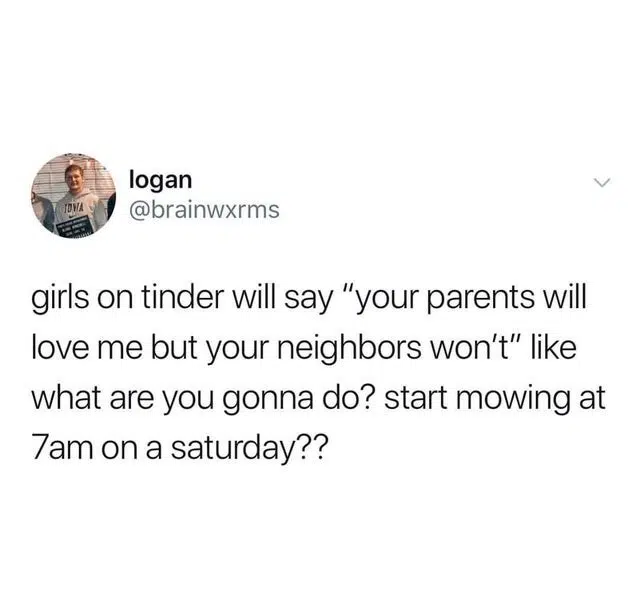 logan
@brainwxrms
IOWA
girls on tinder will say "your parents will
love me but your neighbors won't" like
what are you gonna do? start mowing at
7am on a saturday??